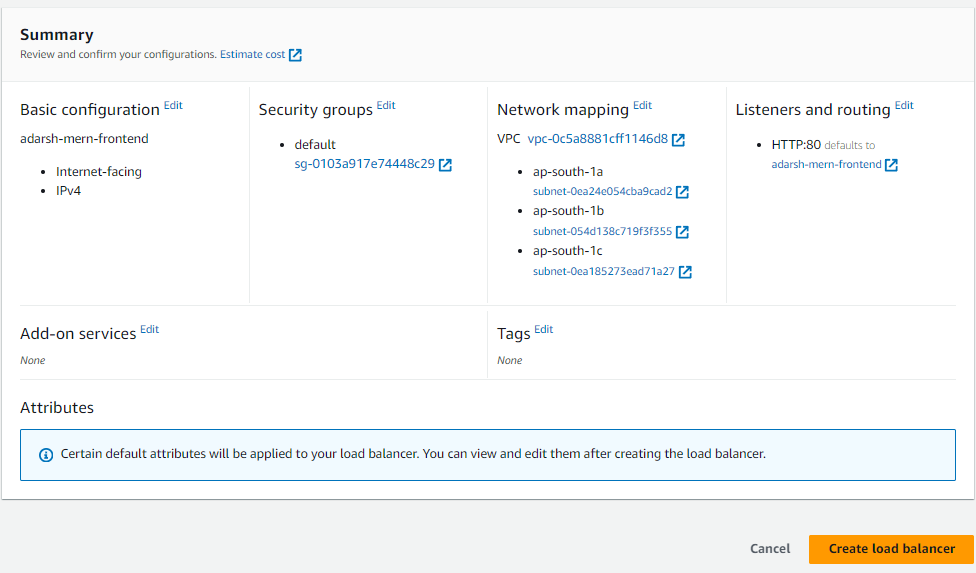 Summary
Review and confirm your configurations. Estimate cost
Basic configuration Edit
adarsh-mern-frontend
Internet-facing
IPv4
Security groups Edit
default
sg-0103a917e74448c29
Network mapping Edit
VPC vpc-0c5a8881cff1146d8
ap-south-1a
subnet-0ea24e054cba9cad2
ap-south-1b
subnet-054d138c719f3f355
ap-south-1c
subnet-0ea185273ead71a27
Listeners and routing Edit
HTTP:80 defaults to
adarsh-mern-frontend
Add-on services Edit
None
Tags Edit
None
Attributes
Certain default attributes will be applied to your load balancer. You can view and edit them after creating the load balancer.
Cancel
Create load balancer